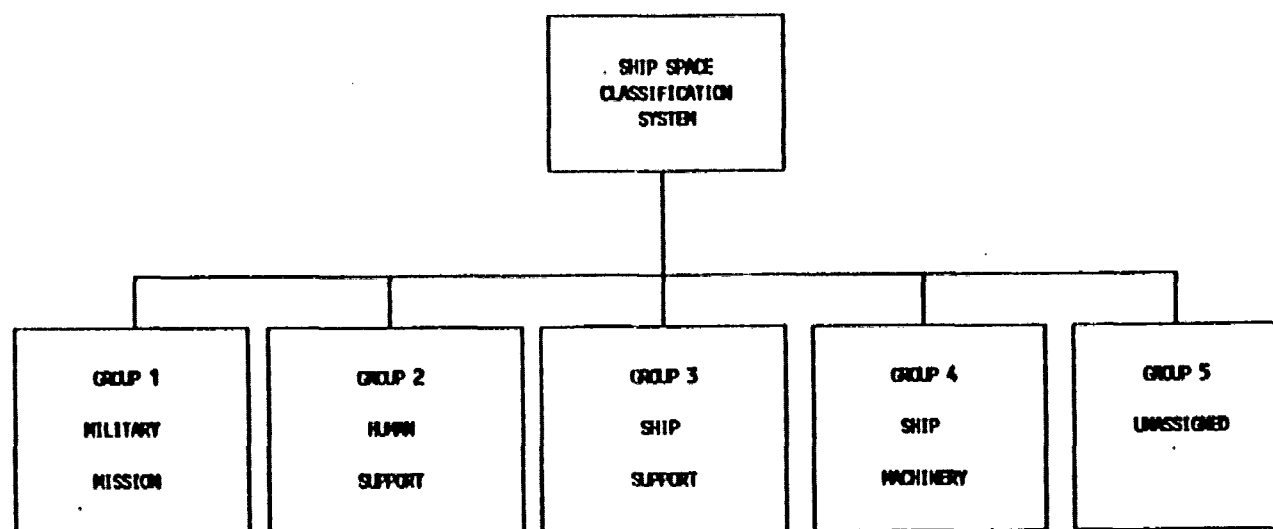 SHIP SPACE
CLASSIFICATION
SYSTEM
GROUP 1
MILITARY
MISSION
GROUP 2
HUMAN
SUPPORT
GROUP 3
SHIP
SUPPORT
GROUP 4
SHIP
MACHINERY
GROUP 5
UNASSIGNED